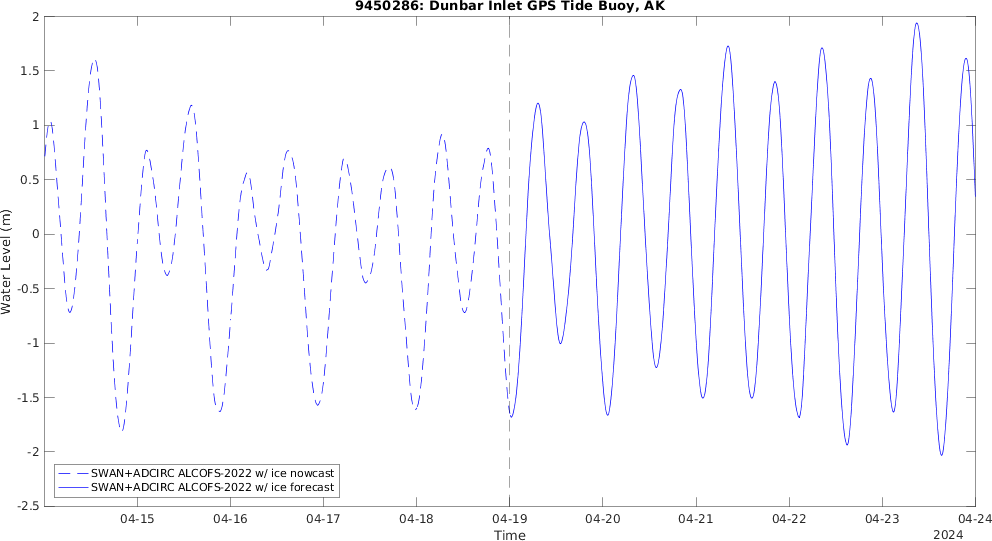 9450286: Dunbar Inlet GPS Tide Buoy, AK
Water Level (m)
2
1.5
1
0.5
0
-0.5
-1
-1.5
-2
-2.5
SWAN+ADCIRC ALCOFS-2022 w/ ice nowcast
SWAN+ADCIRC ALCOFS-2022 w/ ice forecast
04-15 04-16 04-17 04-18 04-19 04-20 04-21 04-22 04-23 04-24
Time
2024